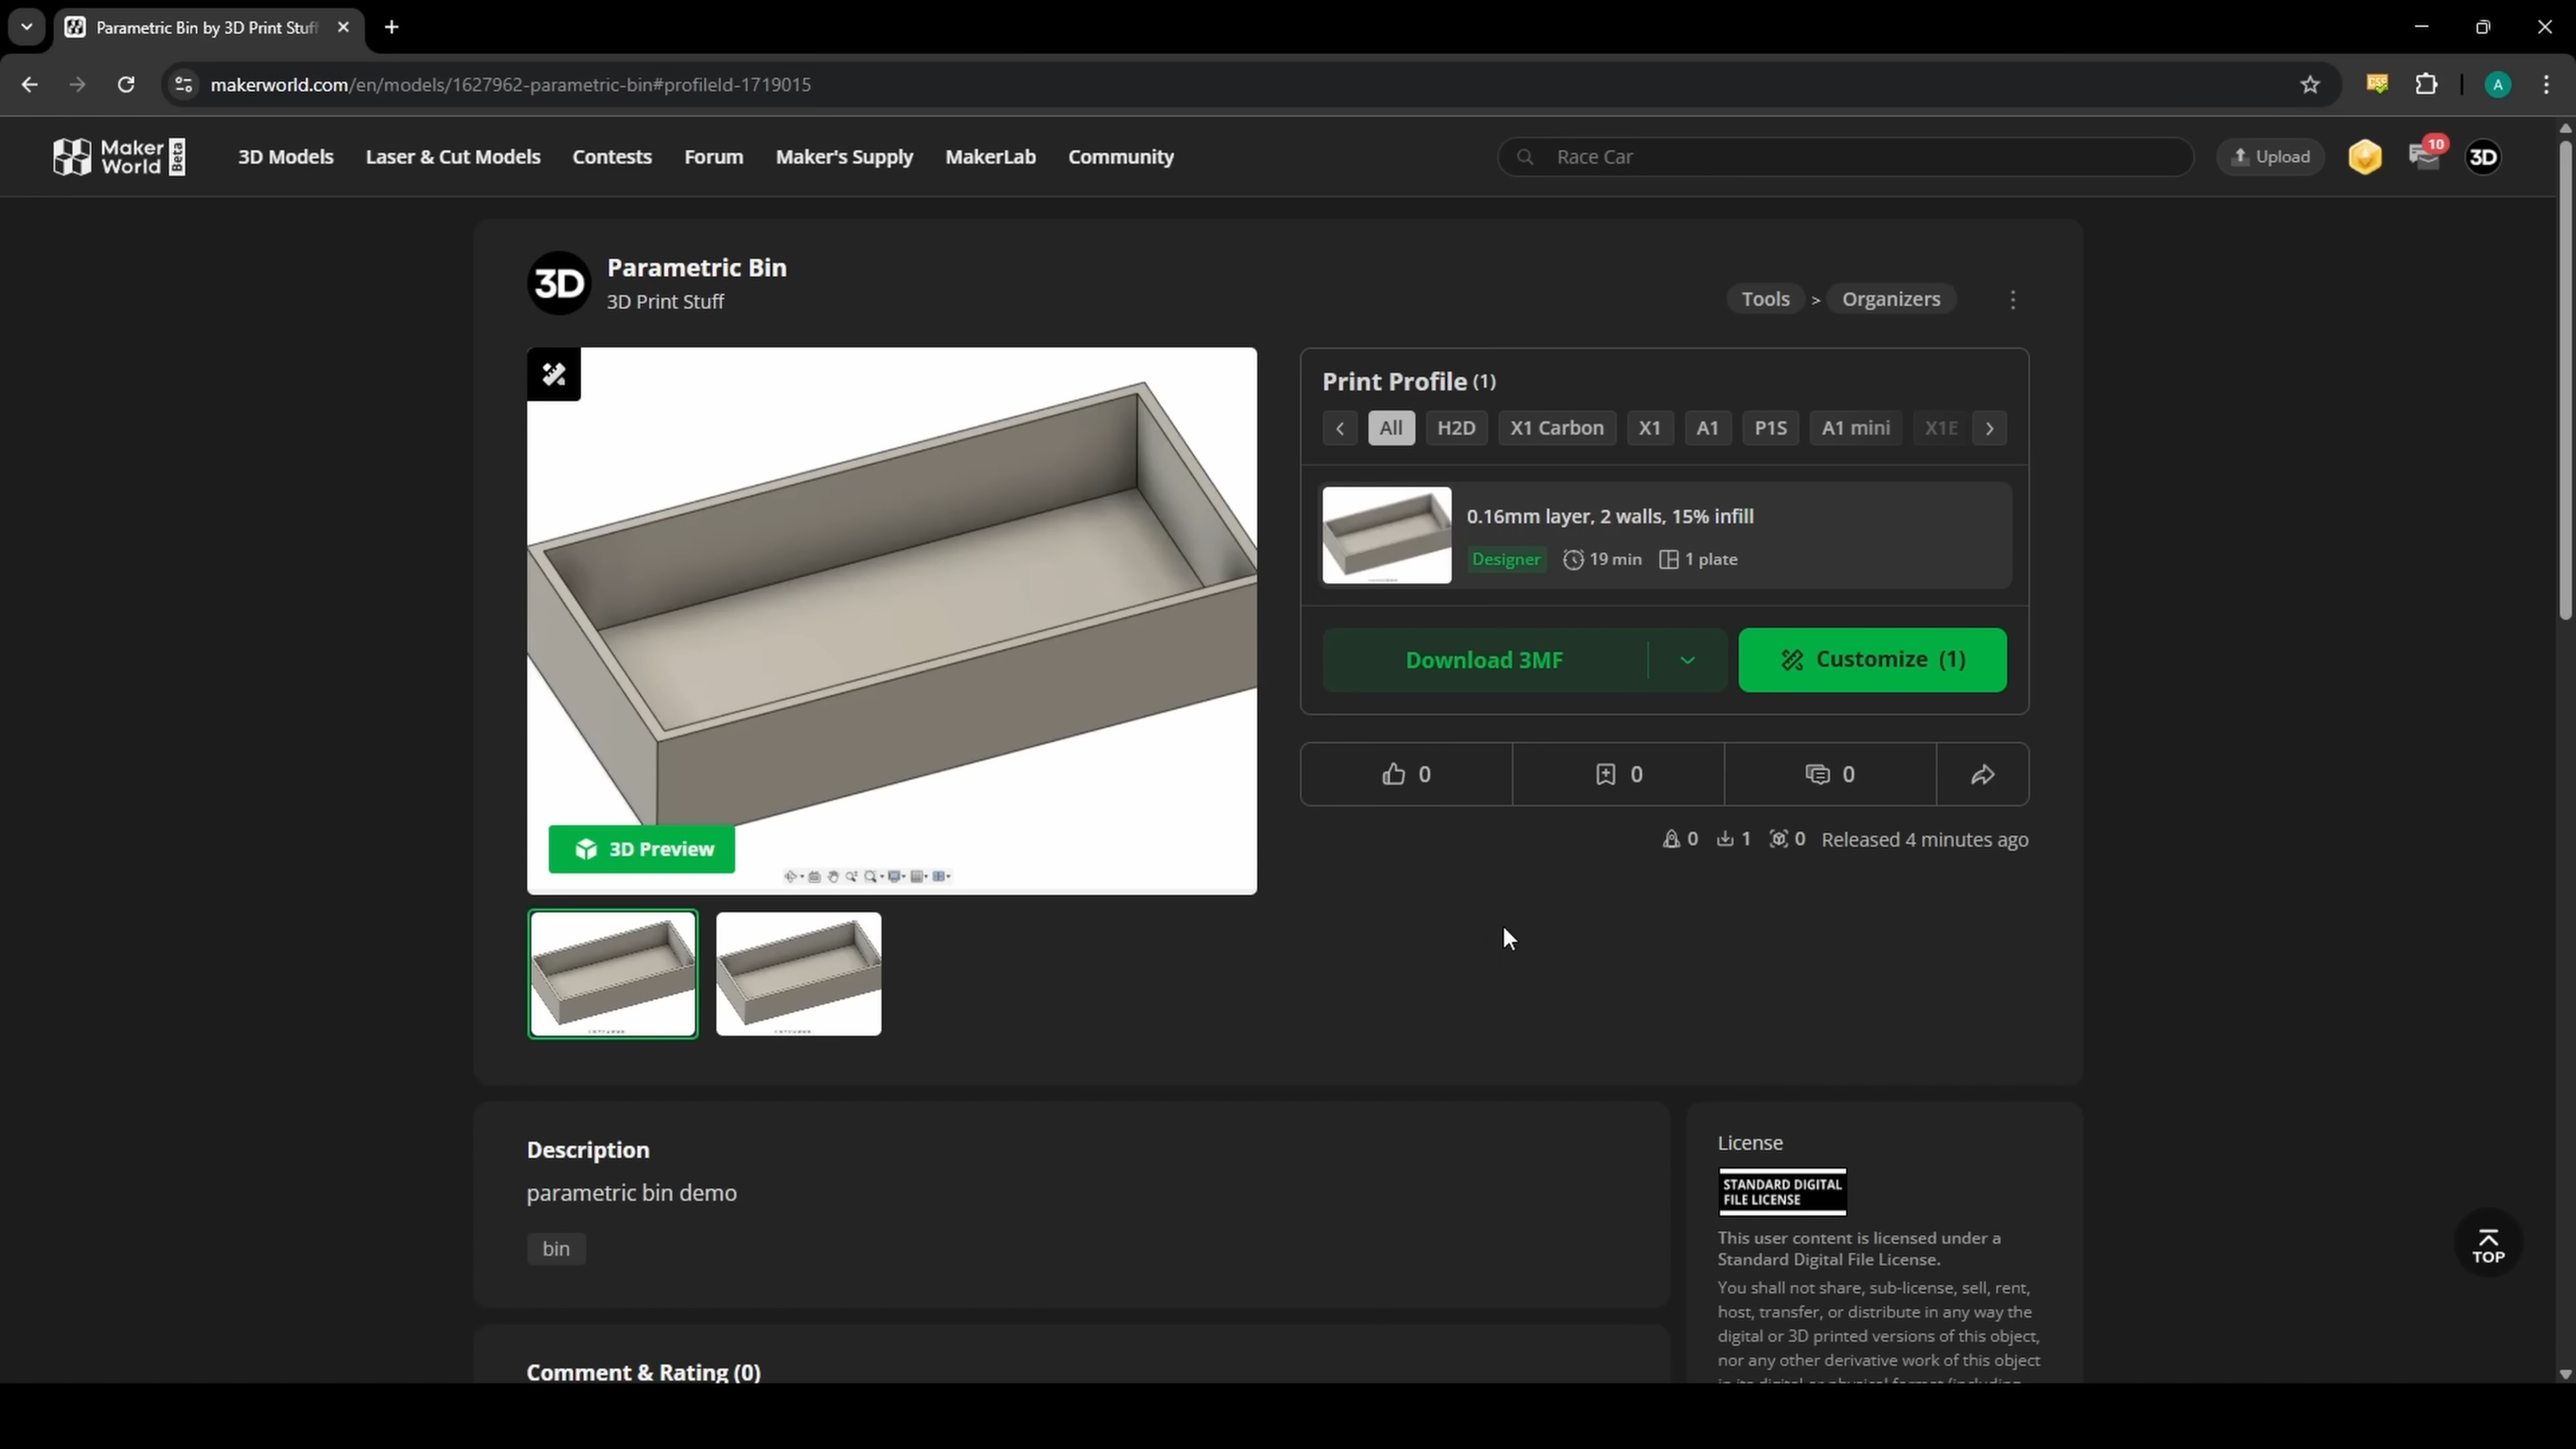 Parametric Bin by 3D Print Stuff
makerworld.com/en/models/1627962-parametric-bin#profileId-1719015
Maker
World
Beta
3D Models
Laser & Cut Models
Contests
Forum
Maker's Supply
MakerLab
Community
Race Car
Upload
10
3D
A
3D
Parametric Bin
3D Print Stuff
Tools > Organizers
Print Profile (1)
All
H2D
X1 Carbon
X1
A1
P1S
A1 mini
X1E
0.16mm layer, 2 walls, 15% infill
Designer
19 min
1 plate
Download 3MF
Customize (1)
0
0
0
0
1
0
Released 4 minutes ago
3D Preview
Description
parametric bin demo
bin
Comment & Rating (0)
License
STANDARD DIGITAL
FILE LICENSE
This user content is licensed under a
Standard Digital File License.
You shall not share, sub-license, sell, rent,
host, transfer, or distribute in any way the
digital or 3D printed versions of this object,
nor any other derivative work of this object
TOP